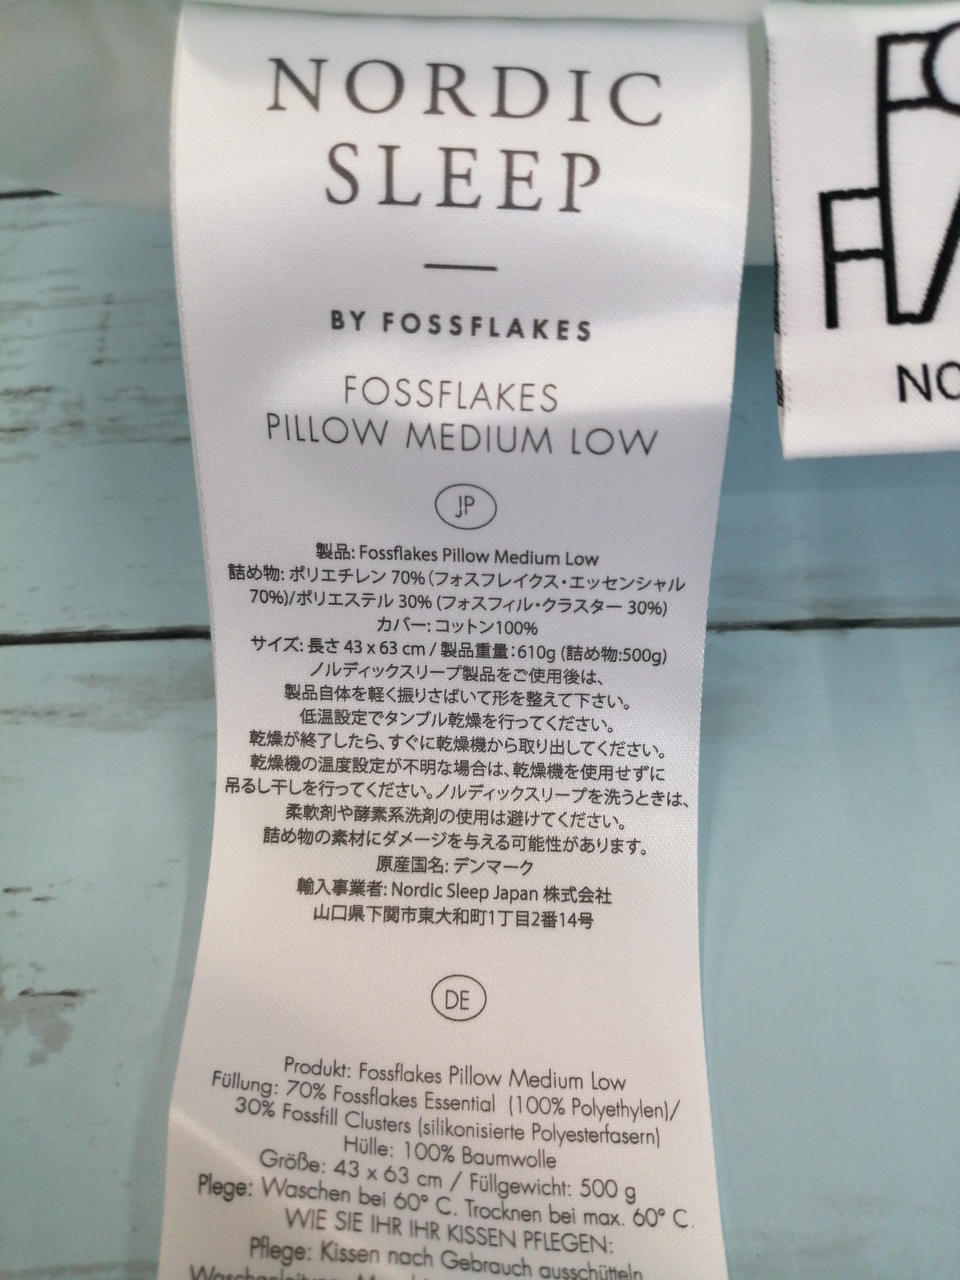 NORDIC
SLEEP
BY FOSSFLAKES
FOSSFLAKES
PILLOW MEDIUM LOW
JP
製品: Fossflakes Pillow Medium Low
詰め物: ポリエチレン 70% (フォスフレイクス・エッセンシャル
70%)/ポリエステル 30% (フォスフィル・クラスター 30%)
カバー: コットン100%
サイズ: 長さ 43 x 63 cm / 製品重量：610g (詰め物:500g)
ノルディックスリープ製品をご使用後は、
製品自体を軽く振りさばいて形を整えて下さい。
低温設定でタンブル乾燥を行ってください。
乾燥が終了したら、すぐに乾燥機から取り出してください。
乾燥機の温度設定が不明な場合は、乾燥機を使用せずに
吊るし干しを行ってください。ノルディックスリープを洗うときは、
柔軟剤や酵素系洗剤の使用は避けてください。
詰め物の素材にダメージを与える可能性があります。
原産国名: デンマーク
輸入事業者: Nordic Sleep Japan 株式会社
山口県下関市東大和町1丁目2番14号
DE
Produkt: Fossflakes Pillow Medium Low
Füllung: 70% Fossflakes Essential (100% Polyethylen)/
30% Fossfill Clusters (silikonisierte Polyesterfasern)
Hülle: 100% Baumwolle
Größe: 43 x 63 cm / Füllgewicht: 500 g
Plege: Waschen bei 60° C. Trocknen bei max. 60° C.
WIE SIE IHR IHR KISSEN PFLEGEN:
Pflege: Kissen nach Gebrauch ausschütteln
NO